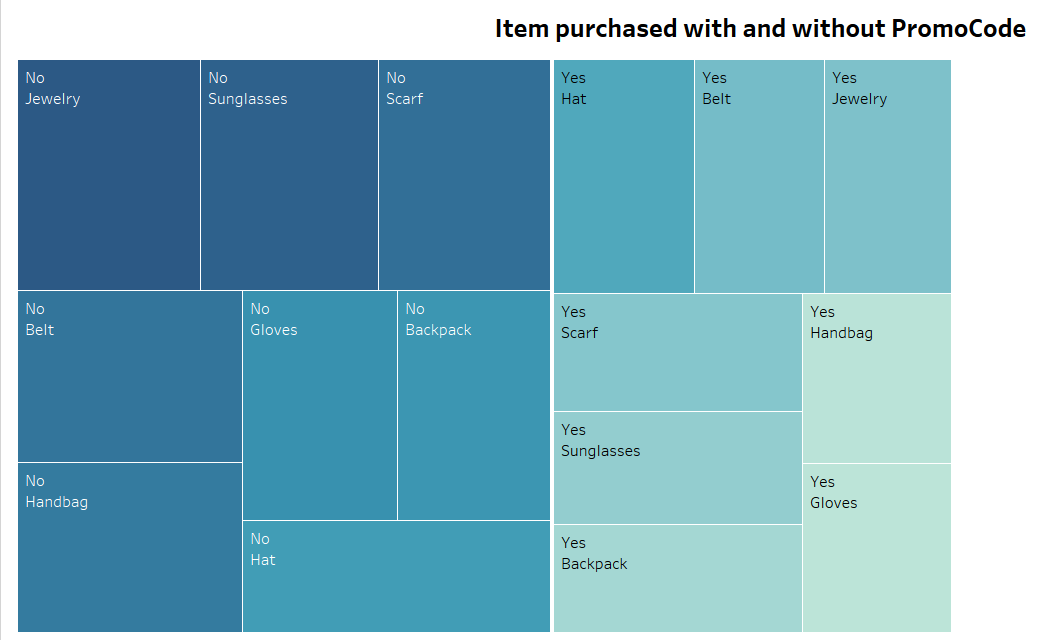 Item purchased with and without PromoCode
No
Jewelry
No
Sunglasses
No
Scarf
Yes
Hat
Yes
Belt
Yes
Jewelry
No
Belt
No
Gloves
No
Backpack
Yes
Scarf
Yes
Handbag
Yes
Sunglasses
No
Handbag
Yes
Gloves
No
Hat
Yes
Backpack